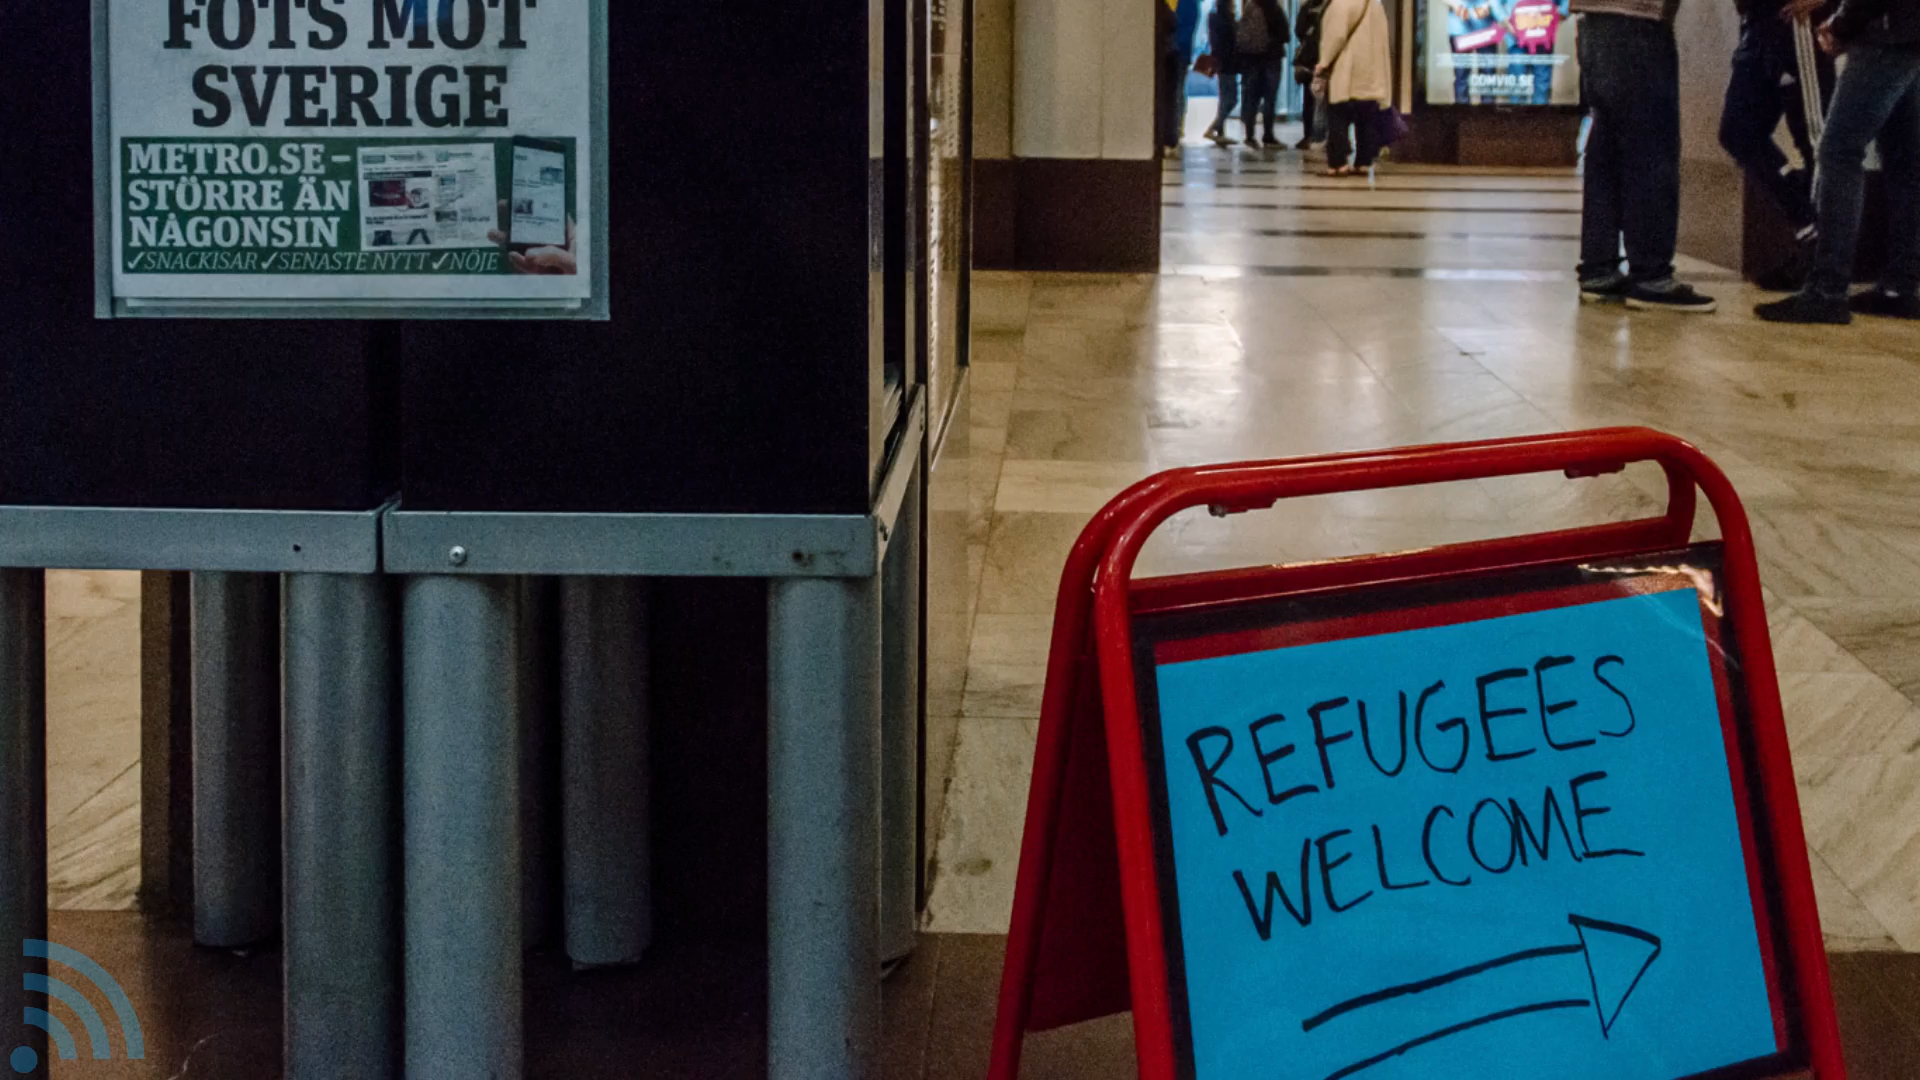 FOTS MOT
SVERIGE
METRO.SE –
STÖRRE ÄN
NÅGONSIN
✓SNACKISAR ✓SENASTE NYTT ✓NÖJE
COMVIQ.SE
REFUGEES
WELCOME